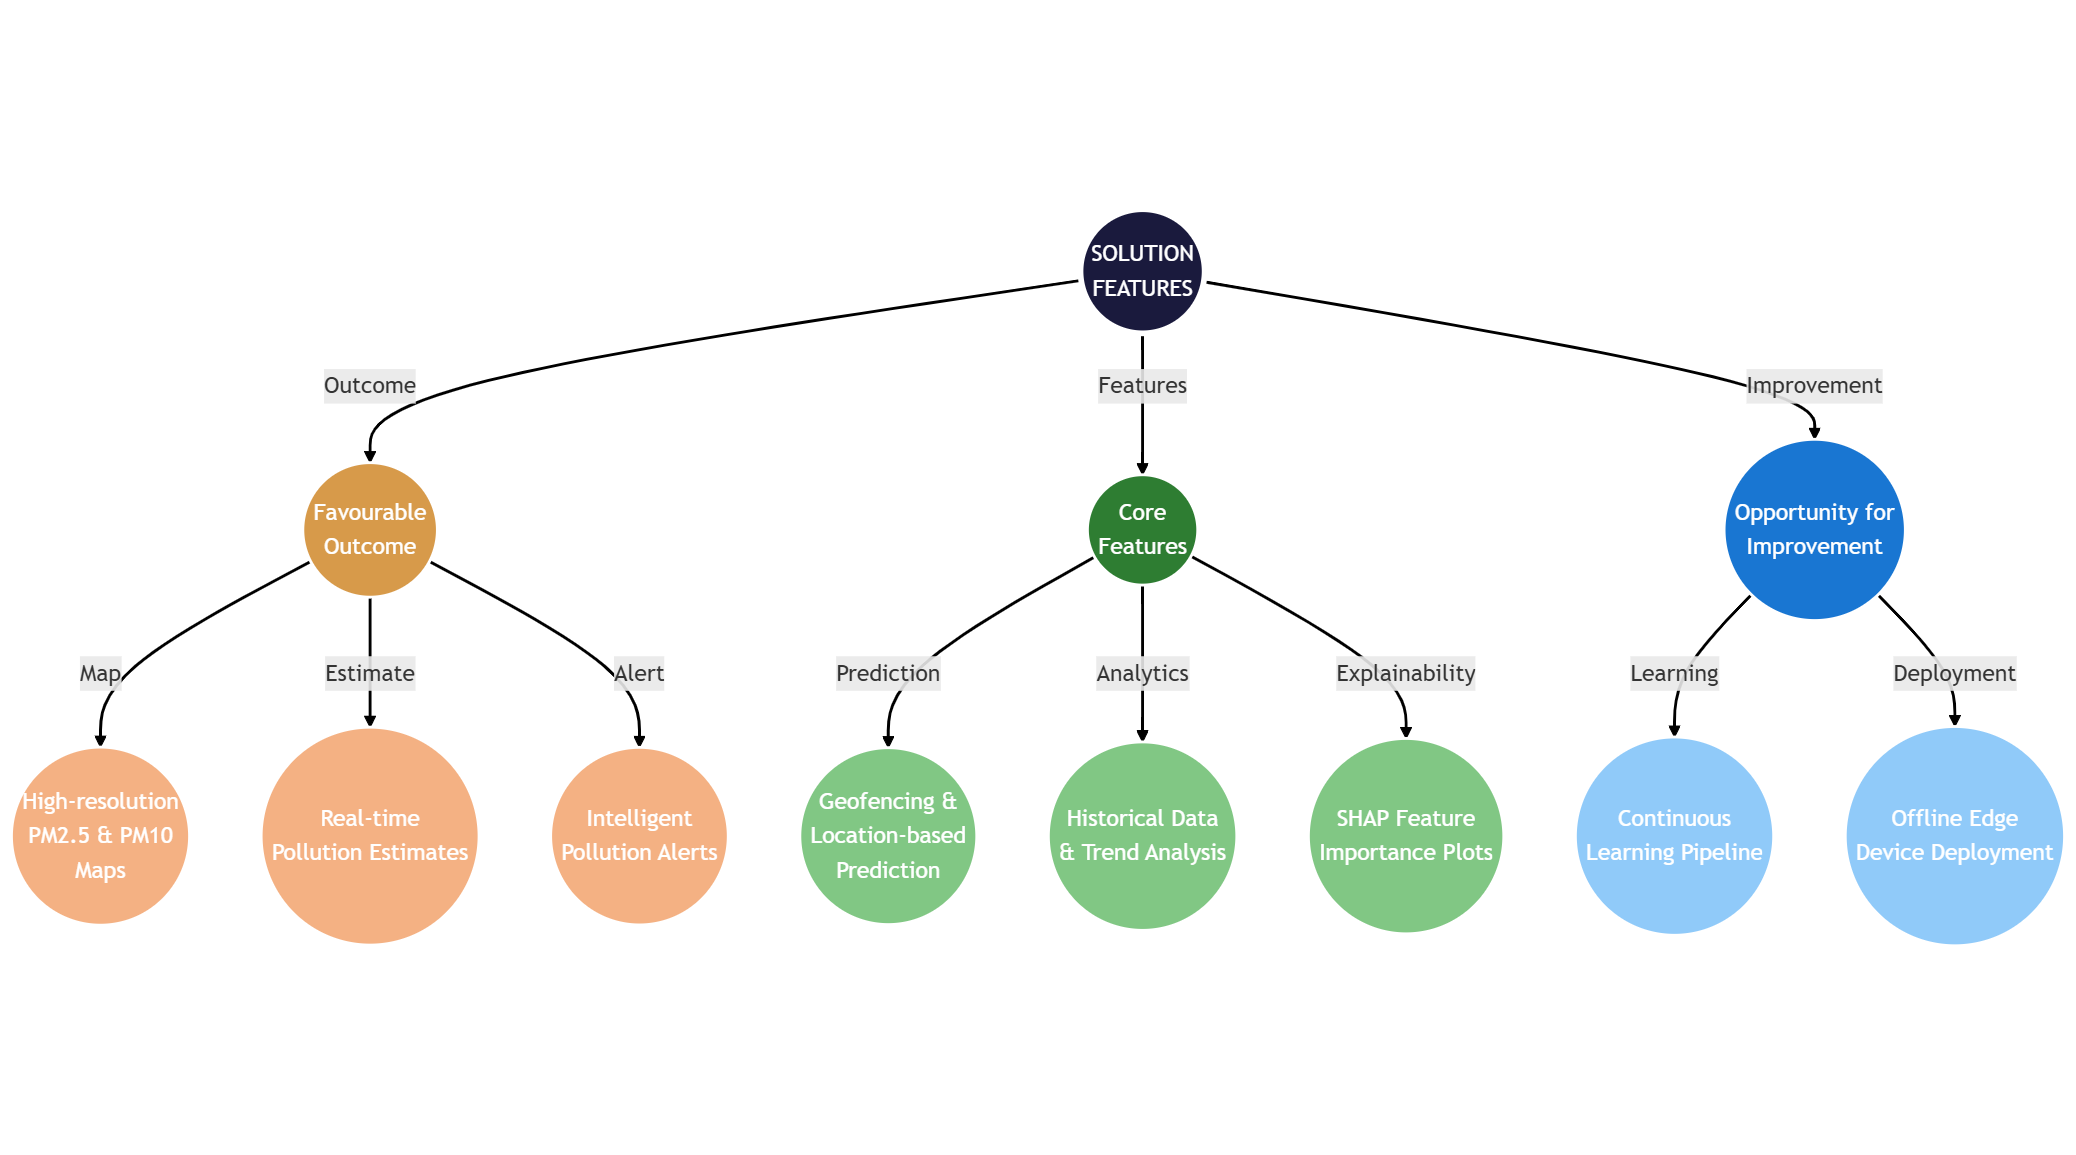 SOLUTION
FEATURES
Outcome
Features
Improvement
Favourable
Outcome
Core
Features
Opportunity for
Improvement
Map
Estimate
Alert
Prediction
Analytics
Explainability
Learning
Deployment
High-resolution
PM2.5 & PM10
Maps
Real-time
Pollution Estimates
Intelligent
Pollution Alerts
Geofencing &
Location-based
Prediction
Historical Data
& Trend Analysis
SHAP Feature
Importance Plots
Continuous
Learning Pipeline
Offline Edge
Device Deployment